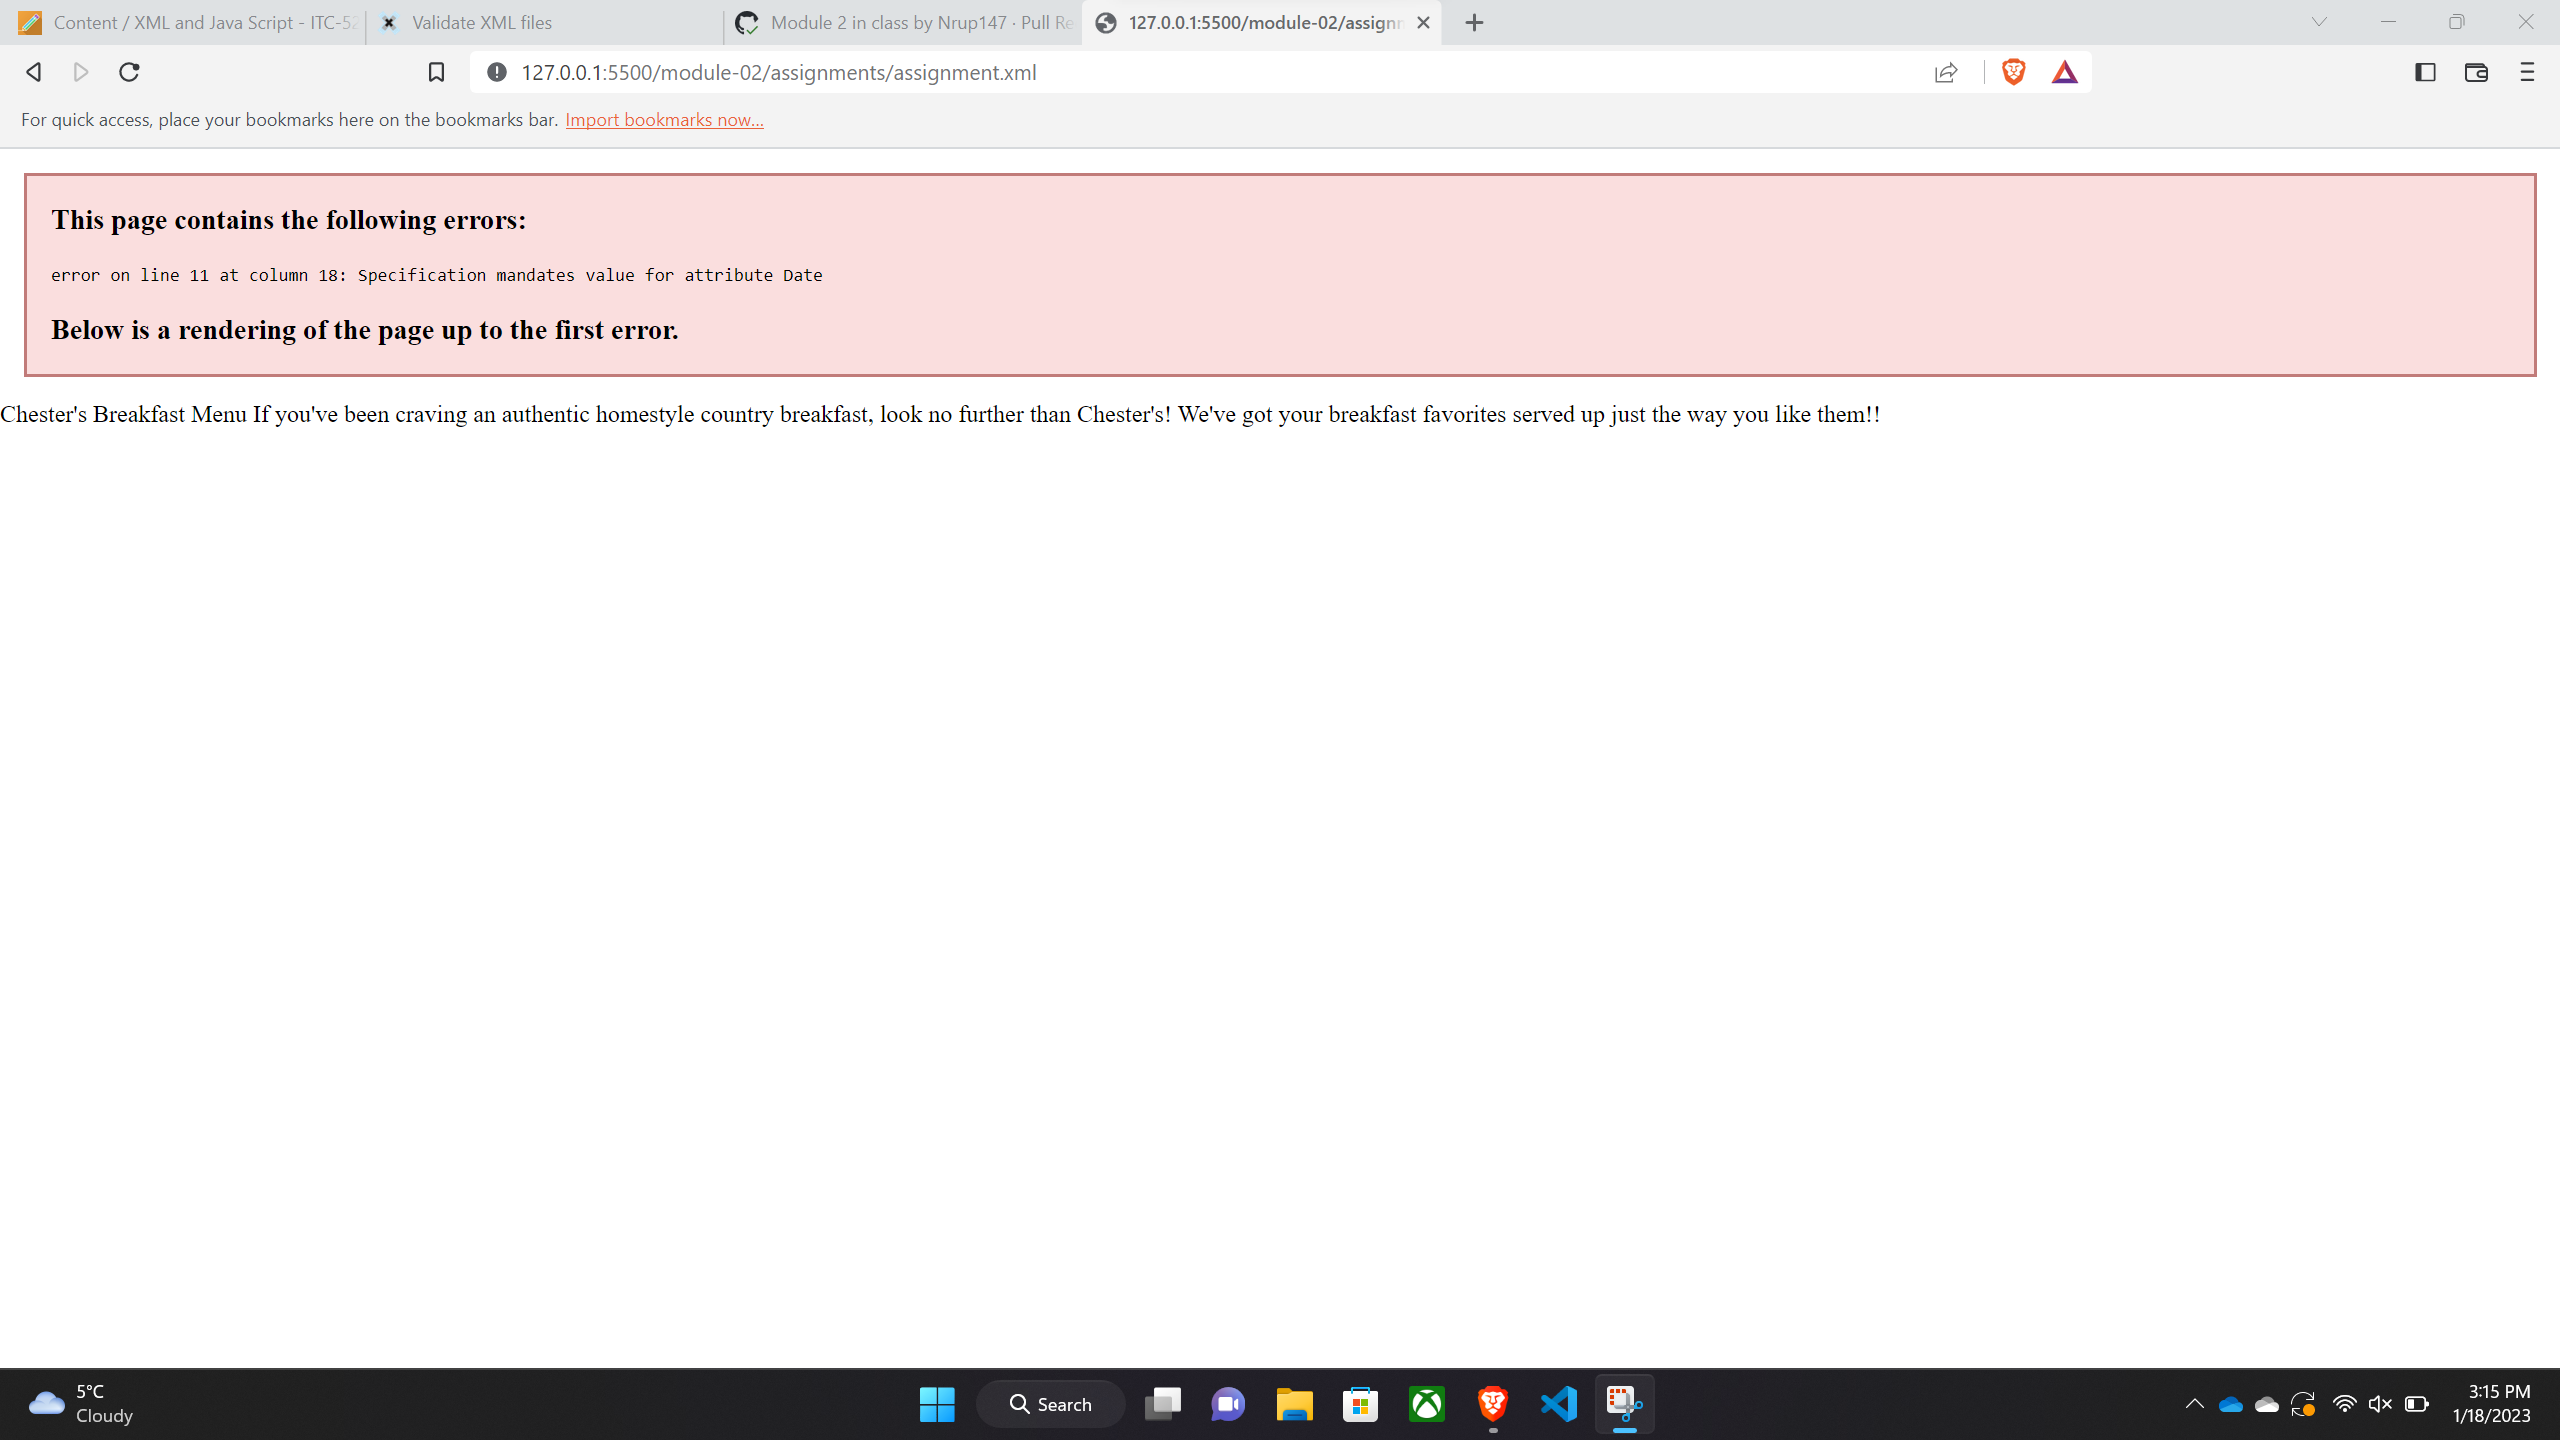 Content / XML and Java Script - ITC-52
Validate XML files
Module 2 in class by Nrup147 · Pull Re
127.0.0.1:5500/module-02/assignm
127.0.0.1:5500/module-02/assignments/assignment.xml
For quick access, place your bookmarks here on the bookmarks bar. Import bookmarks now...
This page contains the following errors:
error on line 11 at column 18: Specification mandates value for attribute Date
Below is a rendering of the page up to the first error.
Chester's Breakfast Menu If you've been craving an authentic homestyle country breakfast, look no further than Chester's! We've got your breakfast favorites served up just the way you like them!!
5°C
Cloudy
Search
3:15 PM
1/18/2023